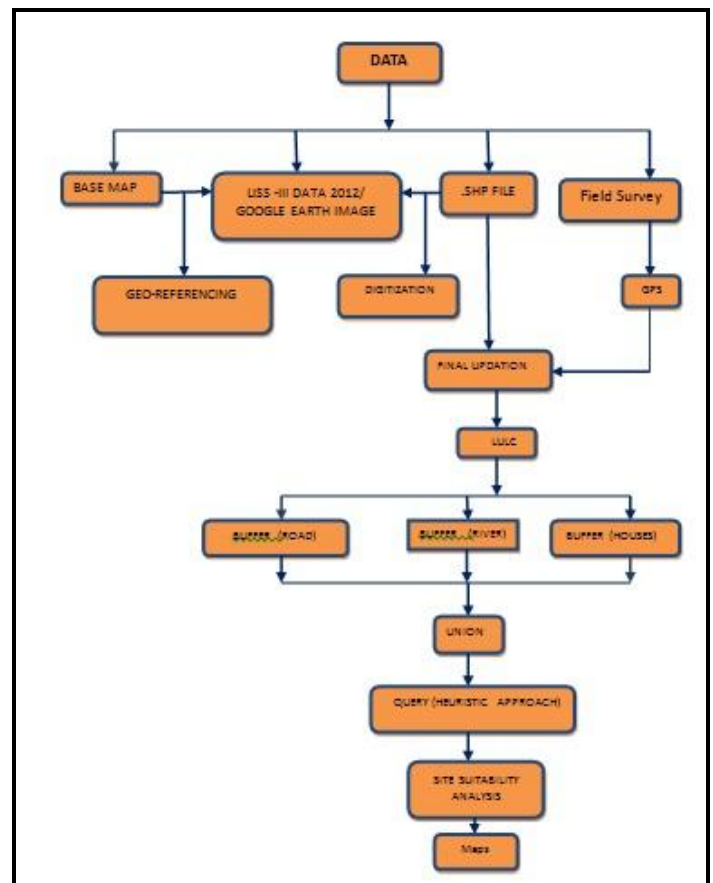 DATA
BASE MAP
LISS -III DATA 2012/
GOOGLE EARTH IMAGE
.SHP FILE
Field Survey
GEO-REFERENCING
DIGITIZATION
GPS
FINAL UPDATION
LULC
BUFFER (ROAD)
BUFFER (RIVER)
BUFFER (HOUSES)
UNION
QUERY (HEURISTIC APPROACH)
SITE SUITABILITY
ANALYSIS
Maps